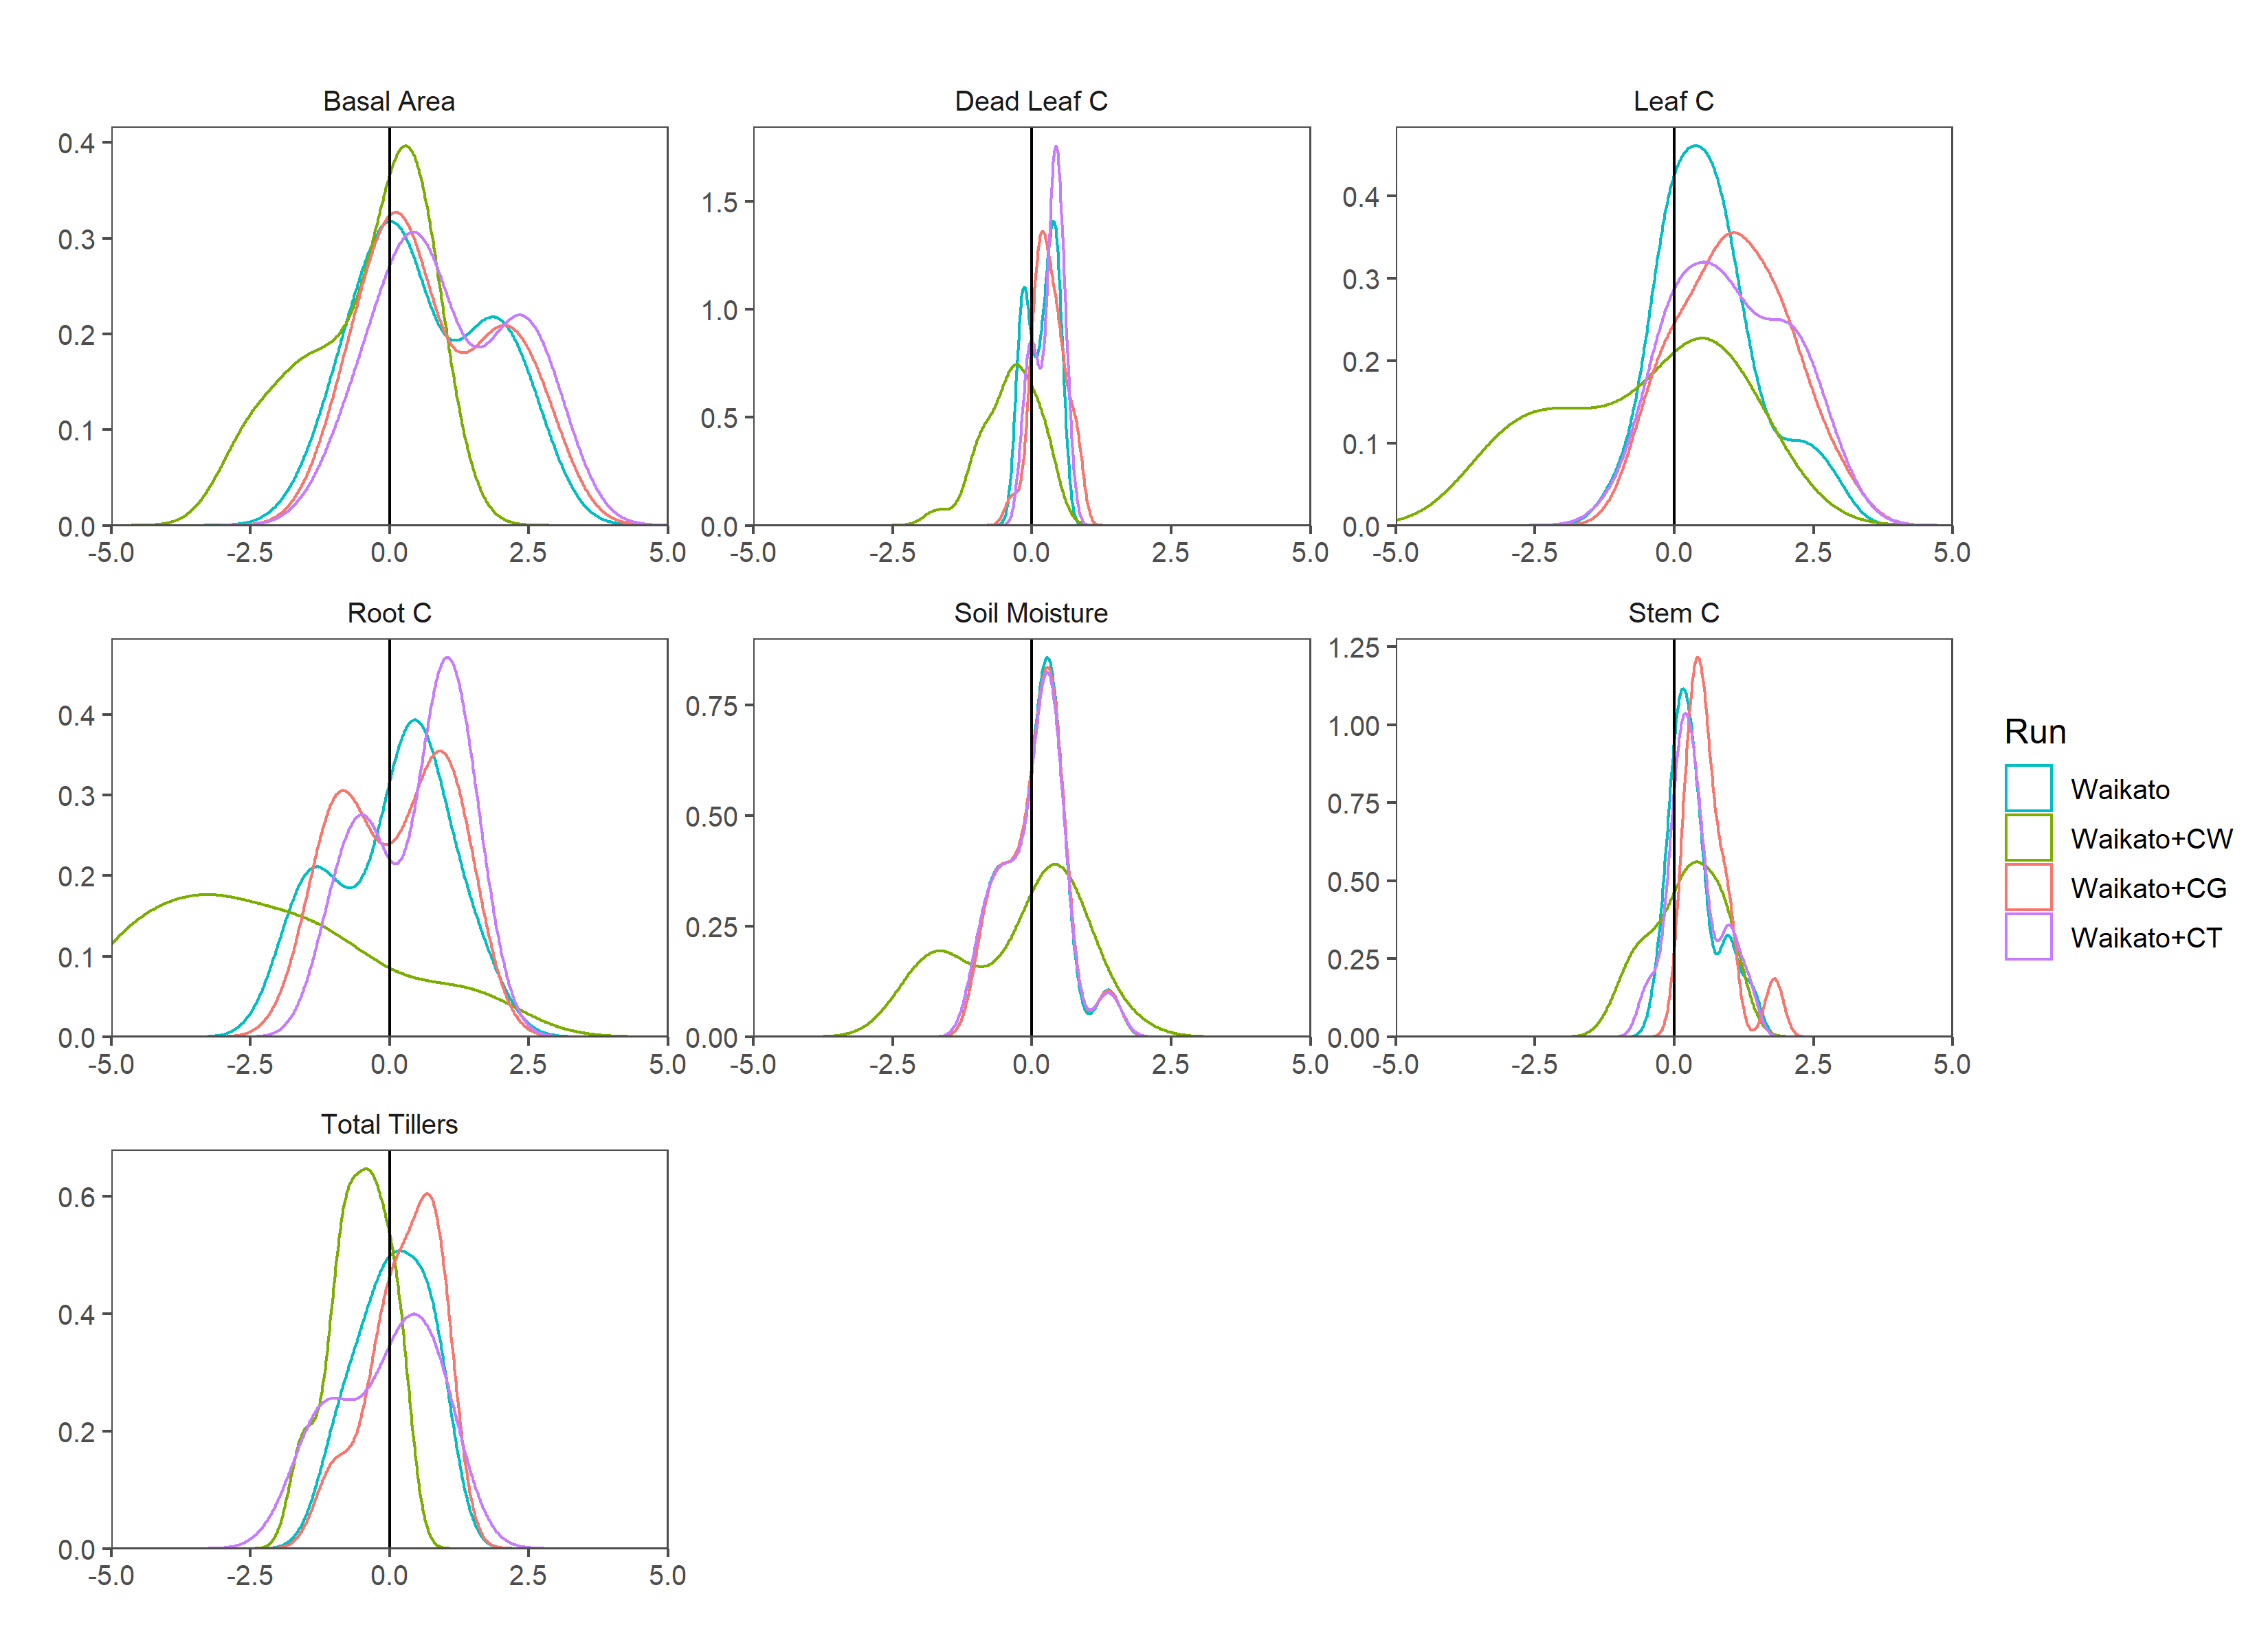 Basal Area
Dead Leaf C
Leaf C
0.4
0.3
0.2
0.1
0.0
-5.0 -2.5 0.0 2.5 5.0
1.5
1.0
0.5
0.0
-5.0 -2.5 0.0 2.5 5.0
0.4
0.3
0.2
0.1
0.0
-5.0 -2.5 0.0 2.5 5.0
Root C
Soil Moisture
Stem C
0.4
0.3
0.2
0.1
0.0
-5.0 -2.5 0.0 2.5 5.0
0.75
0.50
0.25
0.00
-5.0 -2.5 0.0 2.5 5.0
1.25
1.00
0.75
0.50
0.25
0.00
-5.0 -2.5 0.0 2.5 5.0
Total Tillers
0.6
0.4
0.2
0.0
-5.0 -2.5 0.0 2.5 5.0
Run
Waikato
Waikato+CW
Waikato+CG
Waikato+CT